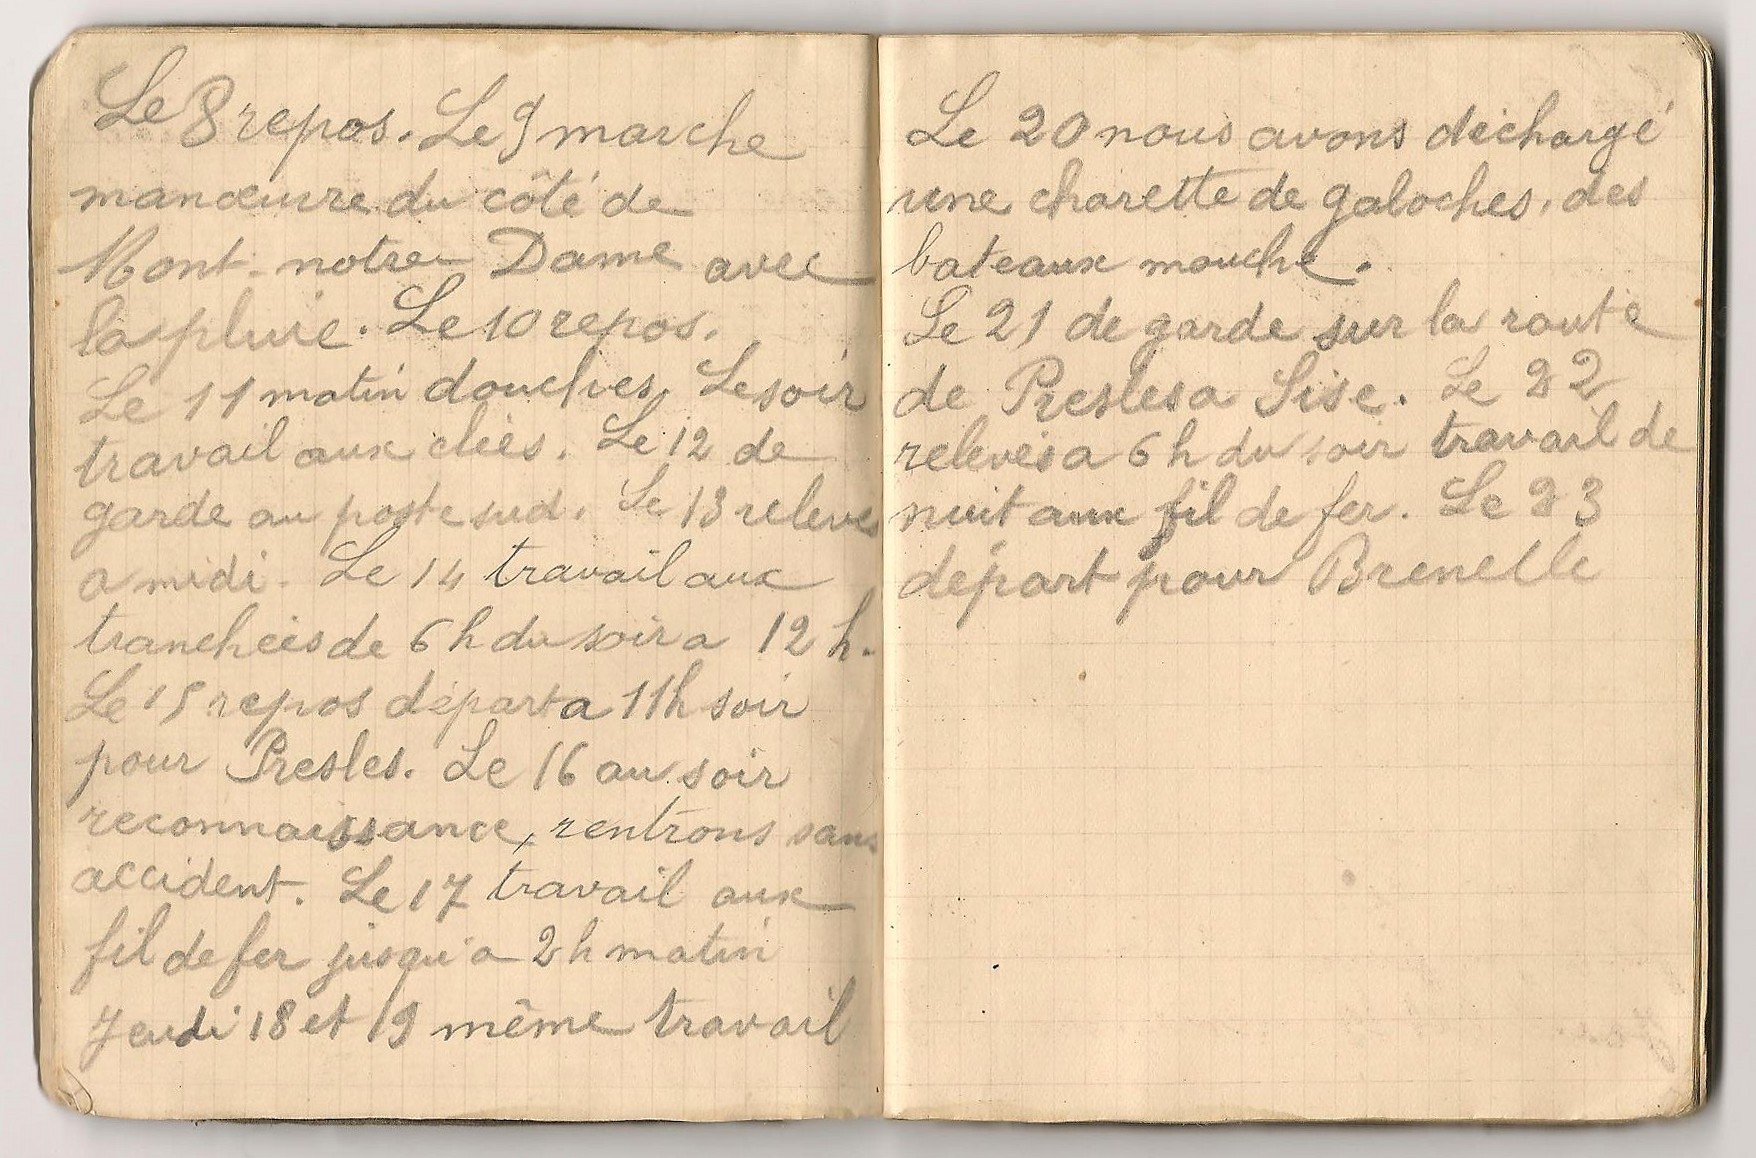 Le 8 repos. Le 9 marche
manœuvre du côté de
Mont-notre Dame avec
la pluie. Le 10 repos.
Le 11 matin douches, Le soir
travail aux cliés. Le 12 de
garde au poste sud. Le 13 relevé
a midi. Le 14 travail aux
tranchées de 6 h du soir a 12 h.
Le 15 repos départ a 11h soir
pour Presles. Le 16 au soir
reconnaissance, rentrons sans
accident. Le 17 travail aux
fil de fer jusqu'a 2 h matin
Jeudi 18 et 19 même travail
Le 20 nous avons déchargé
une charette de galoches, des
bateaux mouche.
Le 21 de garde sur la route
de Presles a Sise. Le 22
relevés a 6 h du soir travail de
nuit aux fil de fer. Le 23
départ pour Brenelle